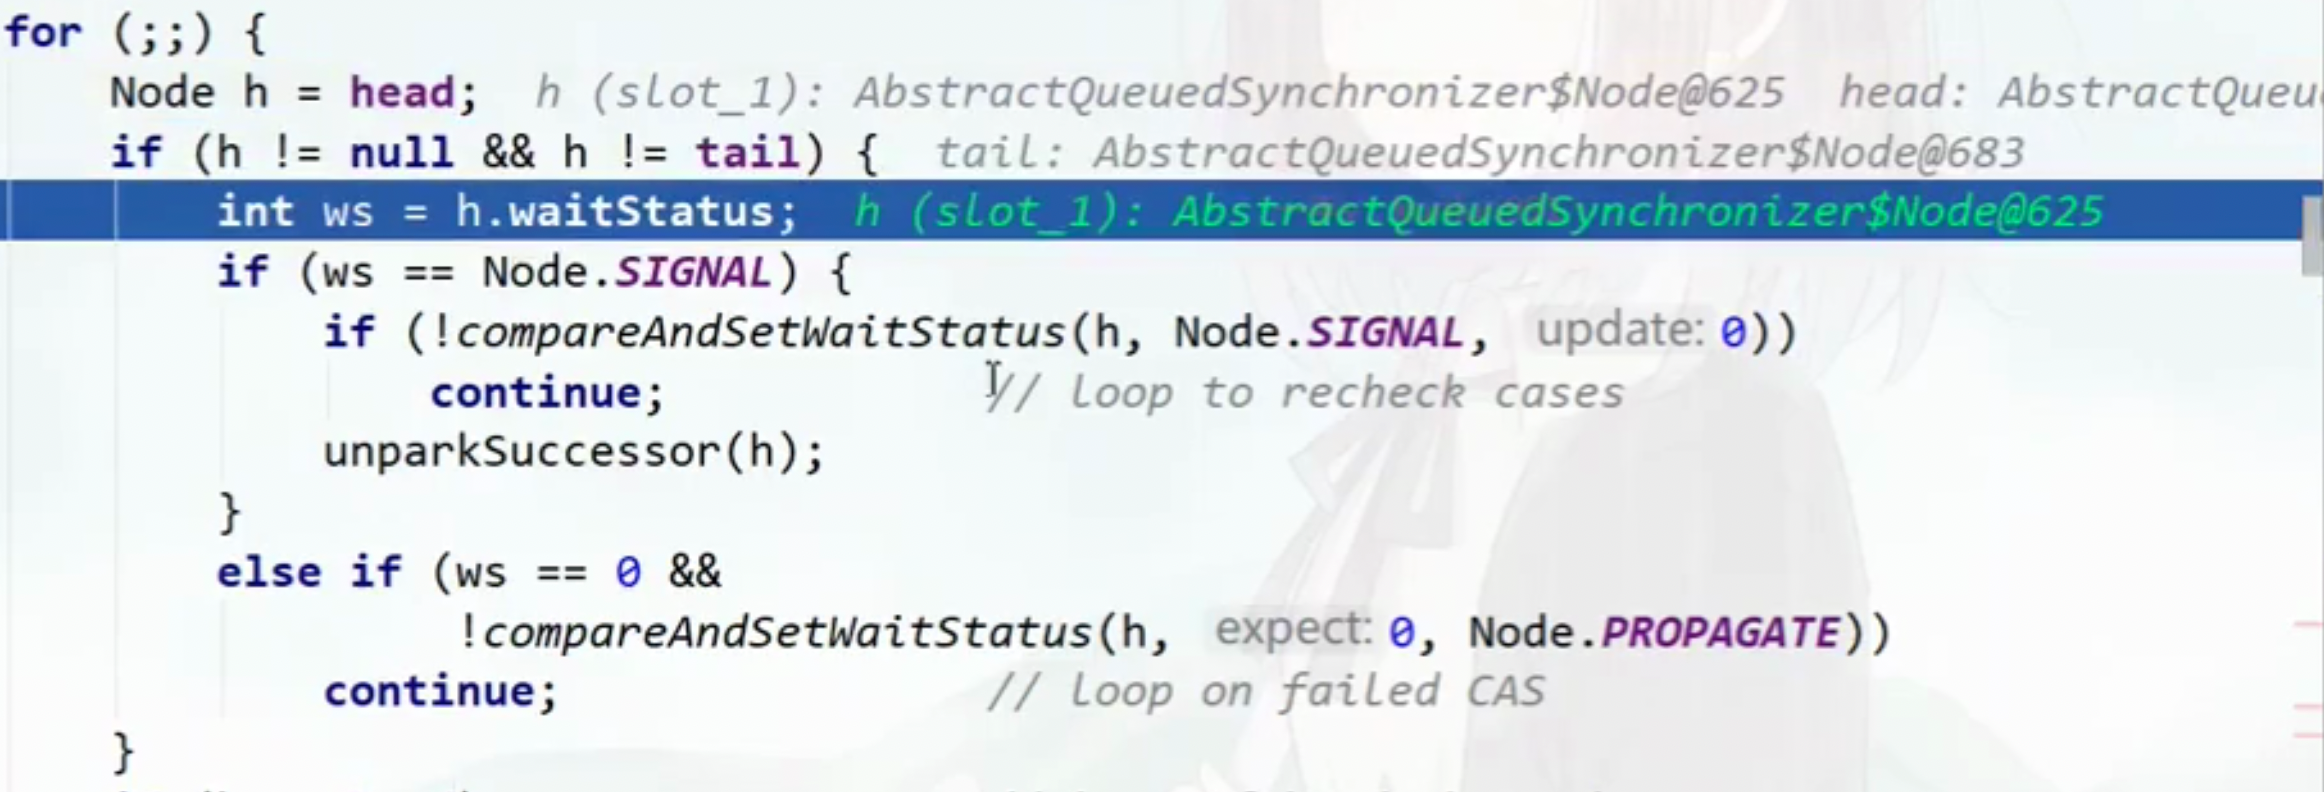 for (;;) {
Node h = head; h (slot_1): AbstractQueuedSynchronizer$Node@625 head: AbstractQueu
if (h != null && h != tail) { tail: AbstractQueuedSynchronizer$Node@683
int ws = h.waitStatus; h (slot_1): AbstractQueuedSynchronizer$Node@625
if (ws == Node.SIGNAL) {
if (!compareAndSetWaitStatus(h, Node.SIGNAL, update: 0))
continue; // loop to recheck cases
unparkSuccessor(h);
}
else if (ws == 0 &&
!compareAndSetWaitStatus(h, expect: 0, Node.PROPAGATE))
continue; // loop on failed CAS
}